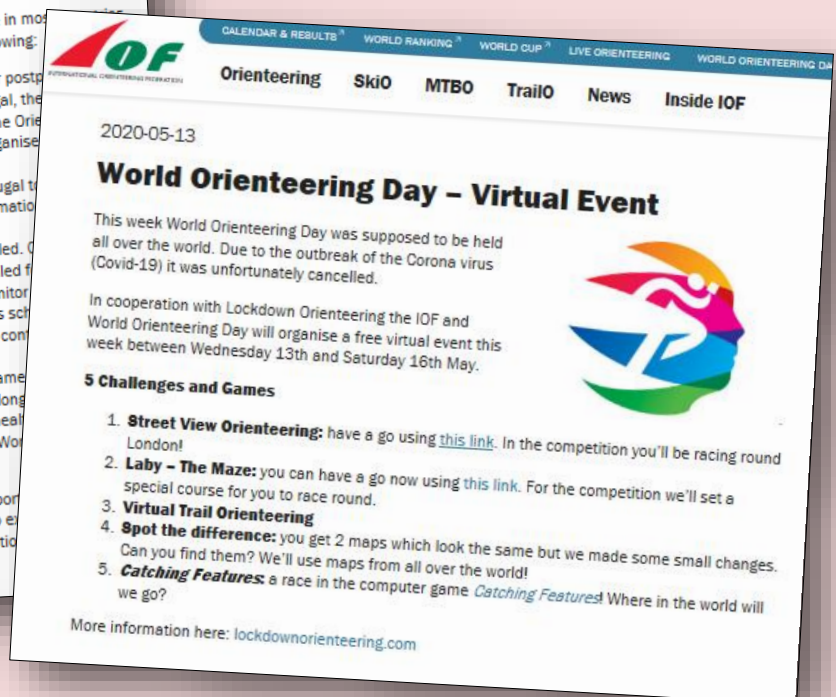 in mos
owing:
postp
gal, the
e Orie
ganise
ugal t
matio
led. C
led f
nitor
s sch
cont
ame
long
healt
Wor
por
e
tio
IOF
INTERNATIONAL ORIENTEERING FEDERATION
CALENDAR & RESULTS WORLD RANKING WORLD CUP LIVE ORIENTEERING WORLD ORIENTEERING DA
Orienteering SkiO MTBO TrailO News Inside IOF
2020-05-13
World Orienteering Day – Virtual Event
This week World Orienteering Day was supposed to be held
all over the world. Due to the outbreak of the Corona virus
(Covid-19) it was unfortunately cancelled.
In cooperation with Lockdown Orienteering the IOF and
World Orienteering Day will organise a free virtual event this
week between Wednesday 13th and Saturday 16th May.
5 Challenges and Games
1. Street View Orienteering: have a go using this link. In the competition you'll be racing round
London!
2. Laby – The Maze: you can have a go now using this link. For the competition we'll set a
special course for you to race round.
3. Virtual Trail Orienteering
4. Spot the difference: you get 2 maps which look the same but we made some small changes.
Can you find them? We'll use maps from all over the world!
5. Catching Features: a race in the computer game Catching Features! Where in the world will
we go?
More information here: lockdownorienteering.com